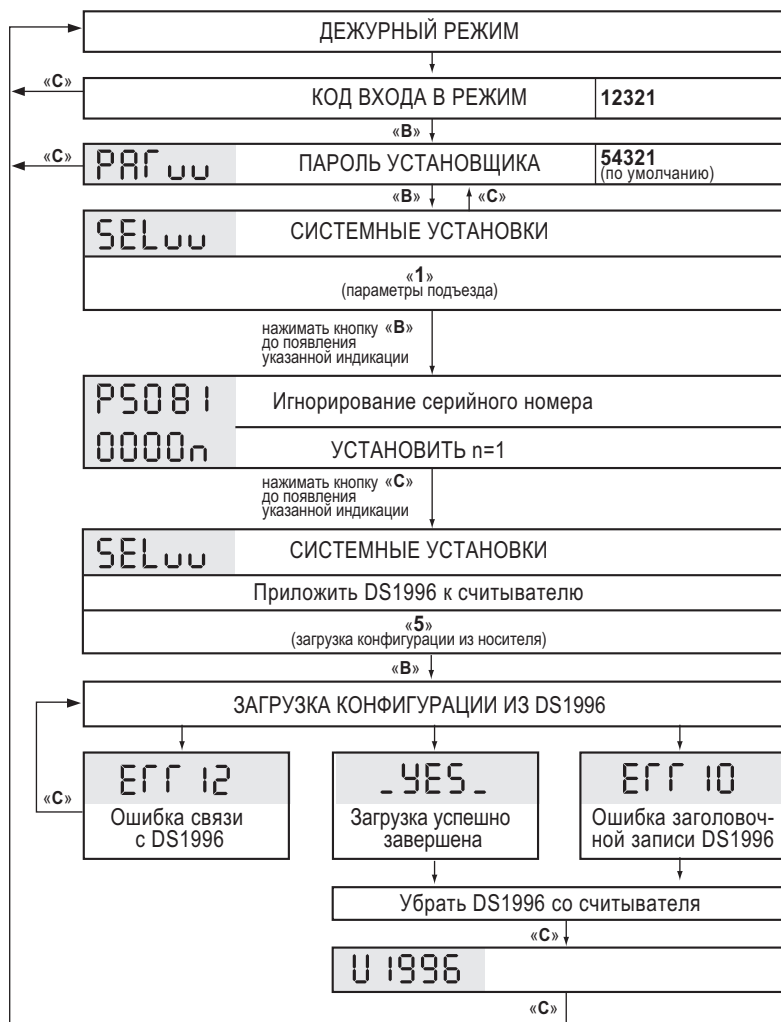 ДЕЖУРНЫЙ РЕЖИМ
«С»
КОД ВХОДА В РЕЖИМ
12321
«В»
«С»
PAГuu
ПАРОЛЬ УСТАНОВЩИКА
54321
(по умолчанию)
«В»
«С»
SELuu
СИСТЕМНЫЕ УСТАНОВКИ
«1»
(параметры подъезда)
нажимать кнопку «В»
до появления
указанной индикации
PS081
Игнорирование серийного номера
0000n
УСТАНОВИТЬ n=1
нажимать кнопку «С»
до появления
указанной индикации
SELuu
СИСТЕМНЫЕ УСТАНОВКИ
Приложить DS1996 к считывателю
«5»
(загрузка конфигурации из носителя)
«В»
ЗАГРУЗКА КОНФИГУРАЦИИ ИЗ DS1996
«С»
EГГ 12
Ошибка связи
с DS1996
_YES_
Загрузка успешно
завершена
EГГ 10
Ошибка заголовоч-
ной записи DS1996
Убрать DS1996 со считывателя
«С»
U 1996
«С»